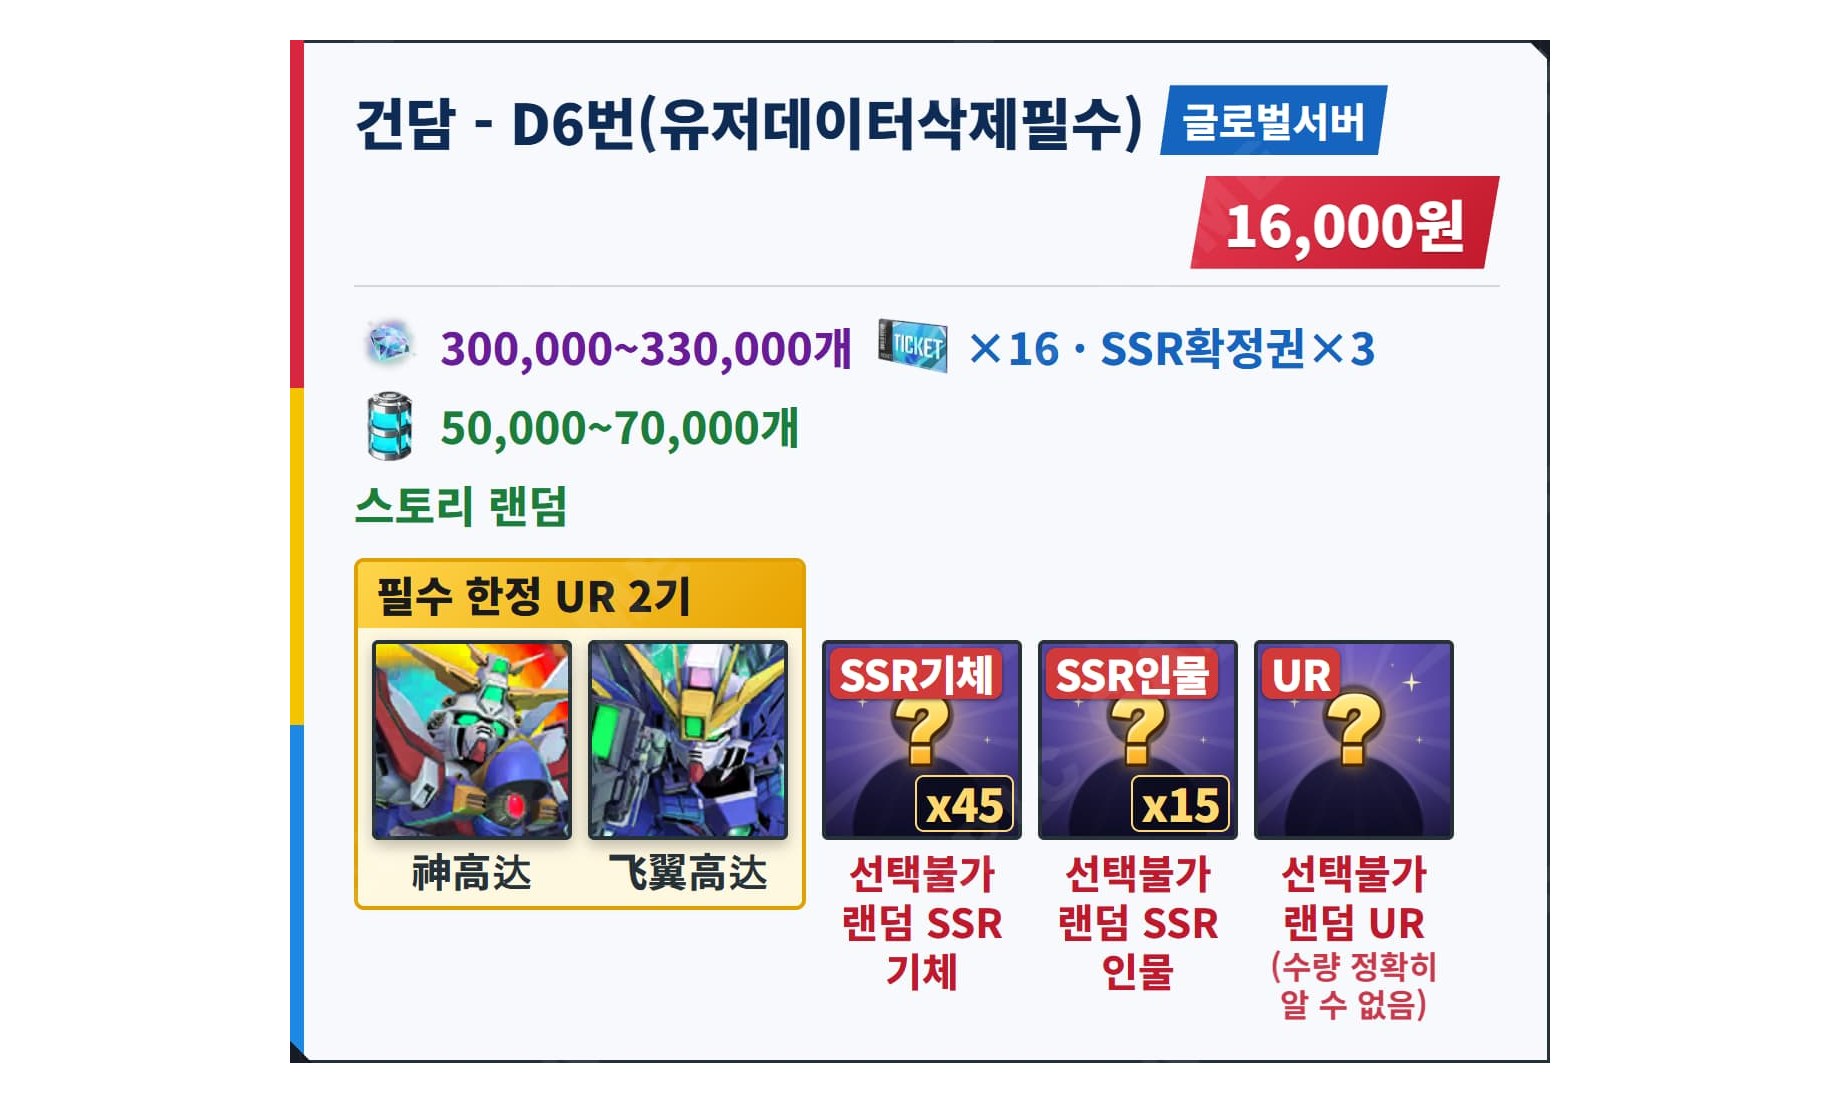 건담 - D6번(유저데이터삭제필수) 글로벌서버
16,000원
300,000~330,000개 TICKET ×16 · SSR확정권×3
50,000~70,000개
스토리 랜덤
필수 한정 UR 2기
神高达
飞翼高达
SSR기체
x45
선택불가
랜덤 SSR
기체
SSR인물
x15
선택불가
랜덤 SSR
인물
UR
선택불가
랜덤 UR
(수량 정확히
알 수 없음)